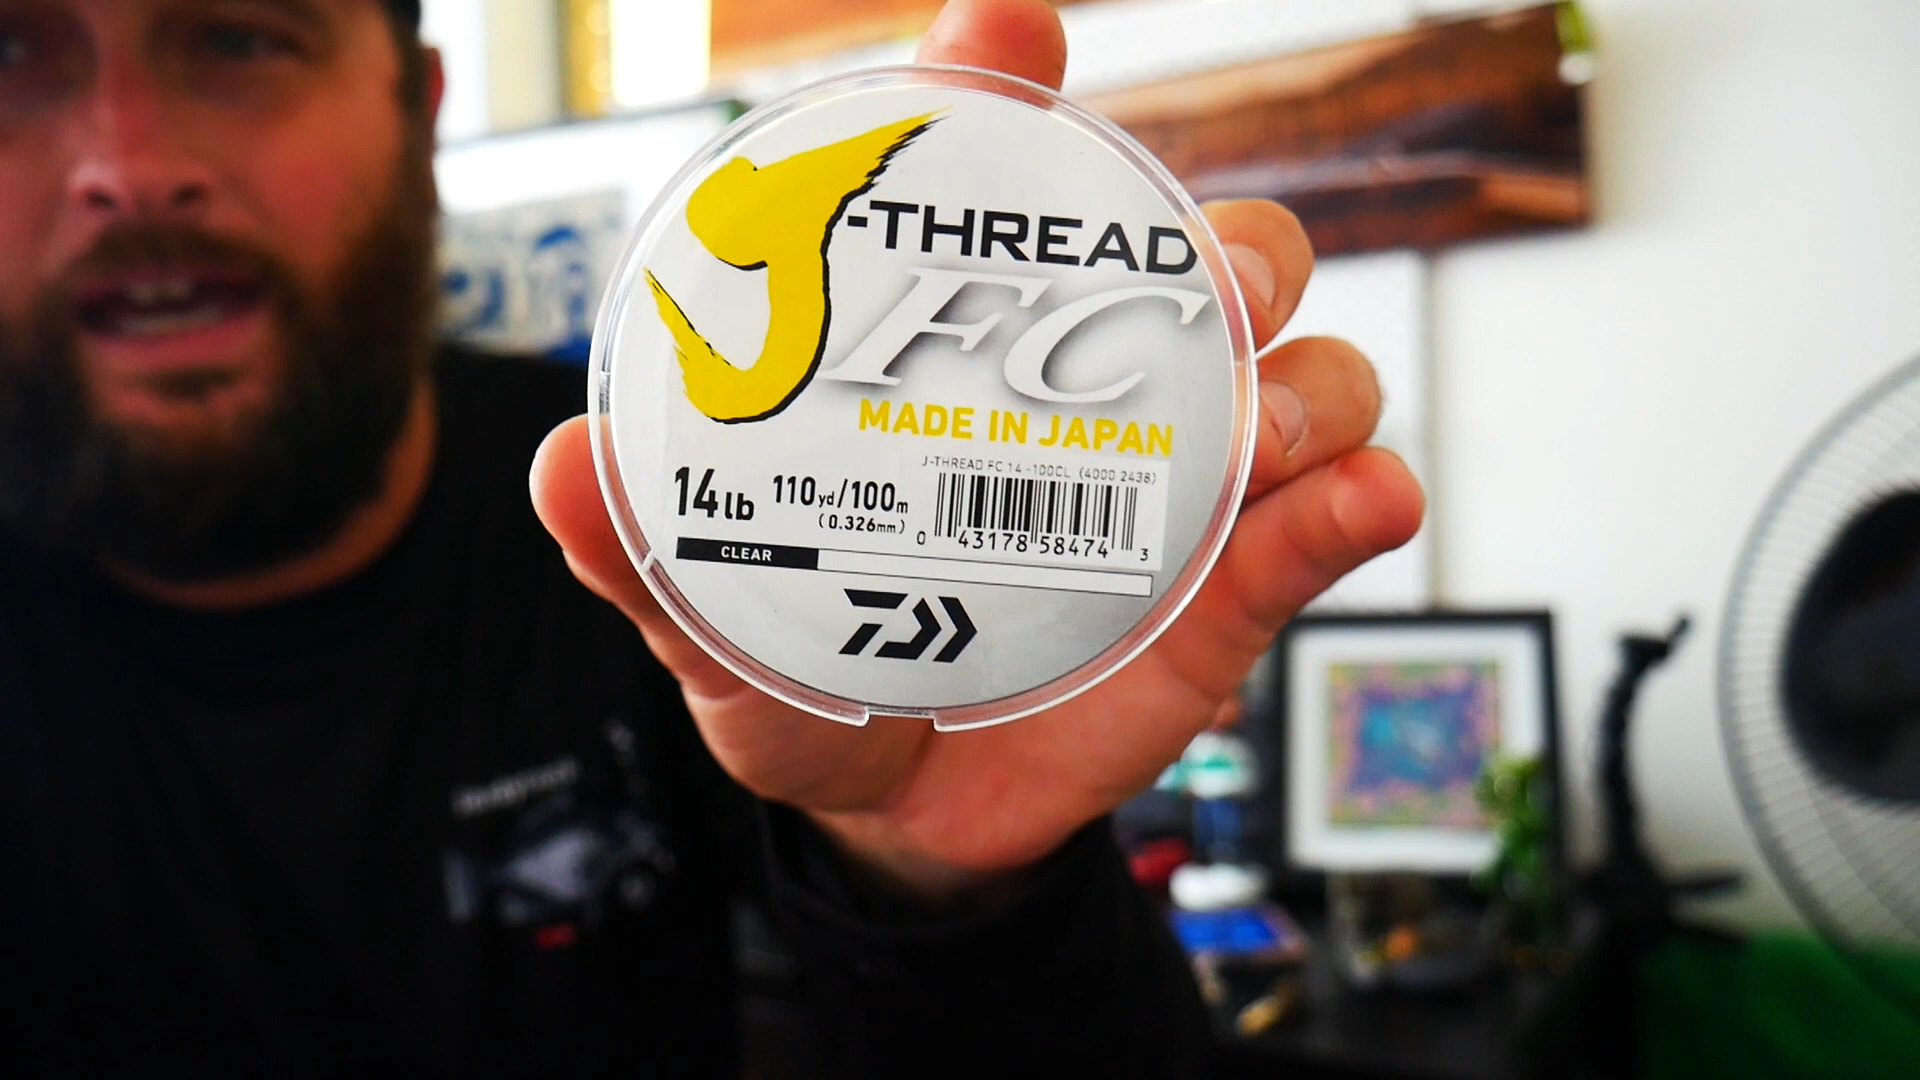 J-THREAD
FC
MADE IN JAPAN
J-THREAD FC 14 -100CL (4000 2438)
14lb 110yd/100m
(0.326mm)
0 43178 58474 3
CLEAR